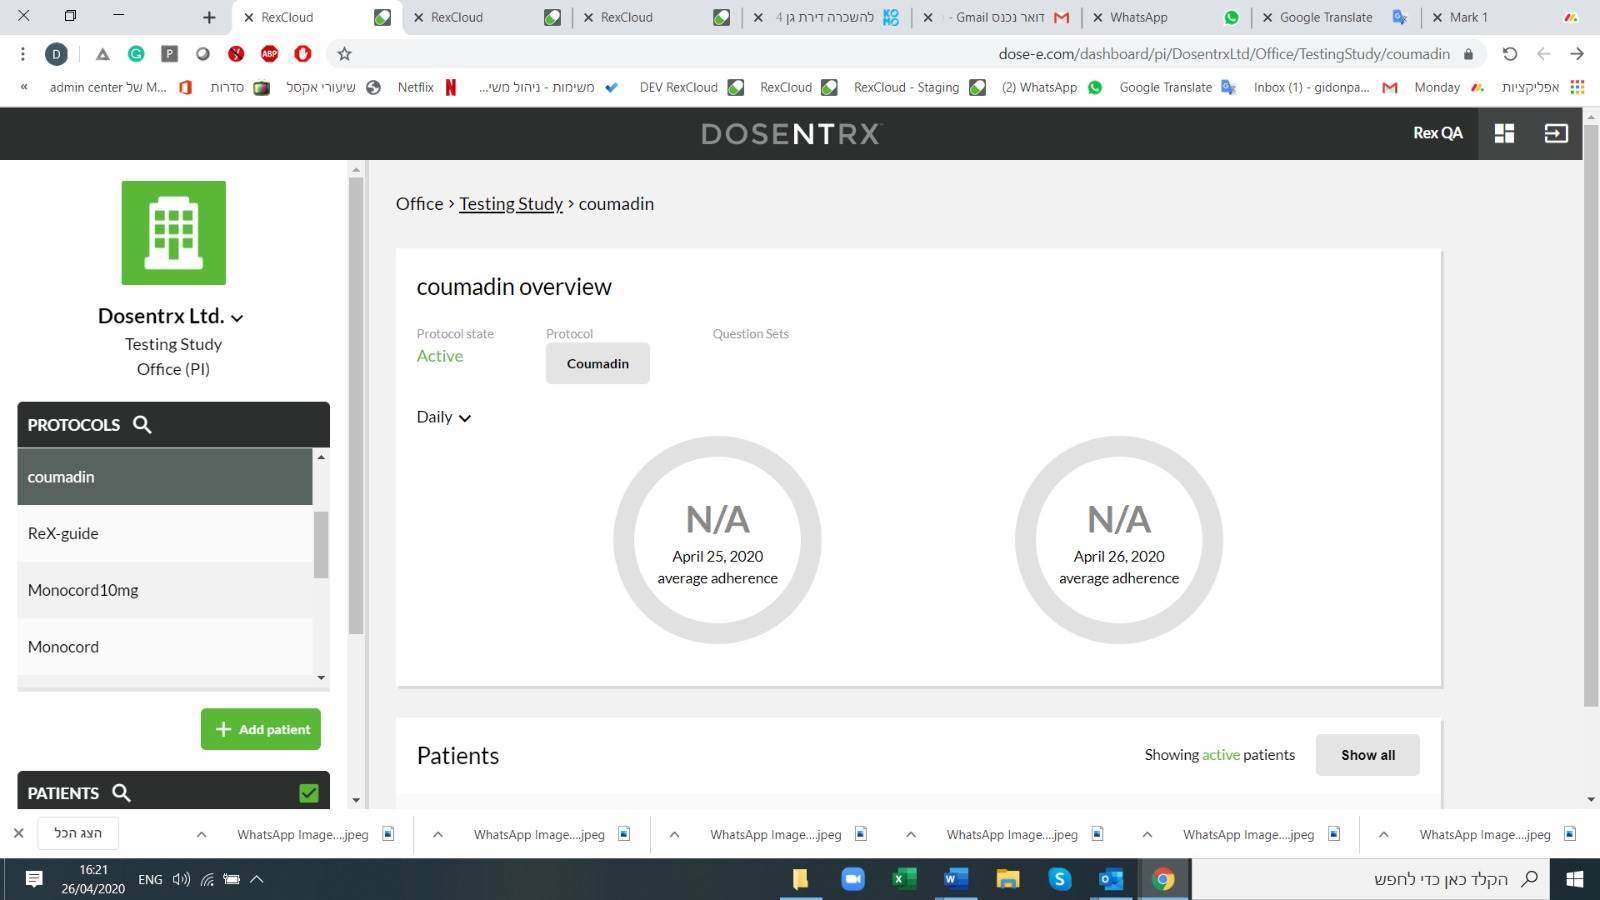 RexCloud
RexCloud
RexCloud
להשכרה דירת גן 4
KO MO
דואר נכנס - Gmail
WhatsApp
Google Translate
Mark 1
D
ABP
dose-e.com/dashboard/pi/DosentrxLtd/Office/TestingStudy/coumadin
«
admin center של M...
סדרות
שיעורי אקסל
Netflix
משימות - ניהול משי...
DEV RexCloud
RexCloud
RexCloud - Staging
(2) WhatsApp
Google Translate
Inbox (1) - gidonpa...
Monday
אפליקציות
DOSENTRX
Rex QA
Dosentrx Ltd.
Testing Study
Office (PI)
PROTOCOLS
coumadin
ReX-guide
Monocord10mg
Monocord
+ Add patient
PATIENTS
Office > Testing Study > coumadin
coumadin overview
Protocol state
Active
Protocol
Coumadin
Question Sets
Daily
N/A
April 25, 2020
average adherence
N/A
April 26, 2020
average adherence
Patients
Showing active patients
Show all
הצג הכל
WhatsApp Image....jpeg
WhatsApp Image....jpeg
WhatsApp Image....jpeg
WhatsApp Image....jpeg
WhatsApp Image....jpeg
WhatsApp Image....jpeg
16:21
26/04/2020
ENG
הקלד כאן כדי לחפש